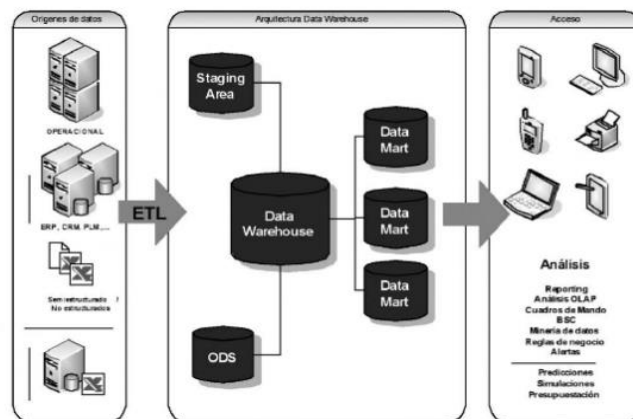 Orígenes de datos
OPERACIONAL
ERP, CRM, PLM,...
Semiestructurado /
No estructurados
ETL
Arquitectura Data Warehouse
Staging
Area
Data
Warehouse
ODS
Data
Mart
Data
Mart
Data
Mart
Acceso
Análisis
Reporting
Análisis OLAP
Cuadros de Mando
BSC
Minería de datos
Reglas de negocio
Alertas
Predicciones
Simulaciones
Presupuestación